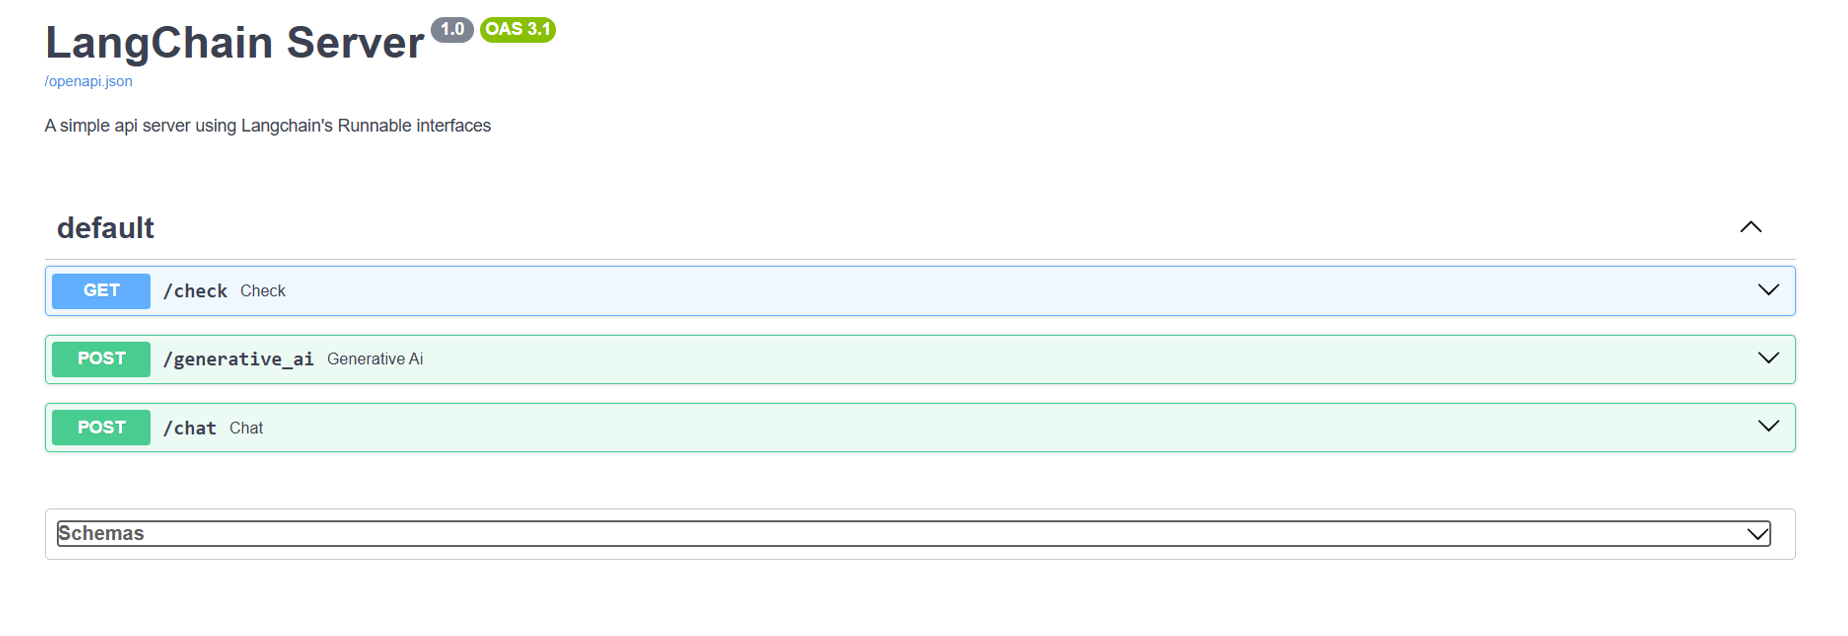 LangChain Server 1.0 OAS 3.1
/openapi.json
A simple api server using Langchain's Runnable interfaces
default
GET /check Check
POST /generative_ai Generative Ai
POST /chat Chat
Schemas